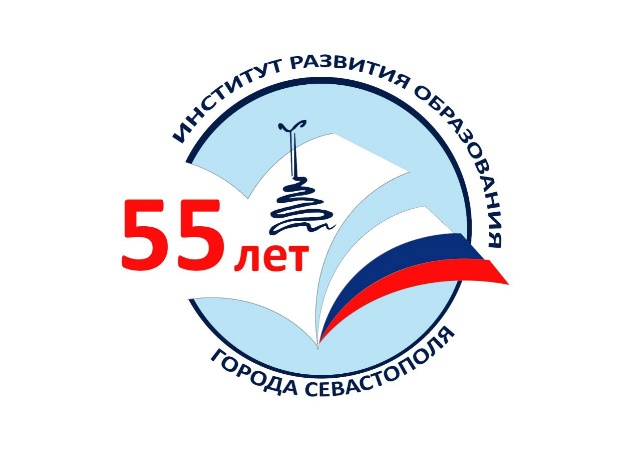 ИНСТИТУТ РАЗВИТИЯ ОБРАЗОВАНИЯ
55 лет
ГОРОДА СЕВАСТОПОЛЯ